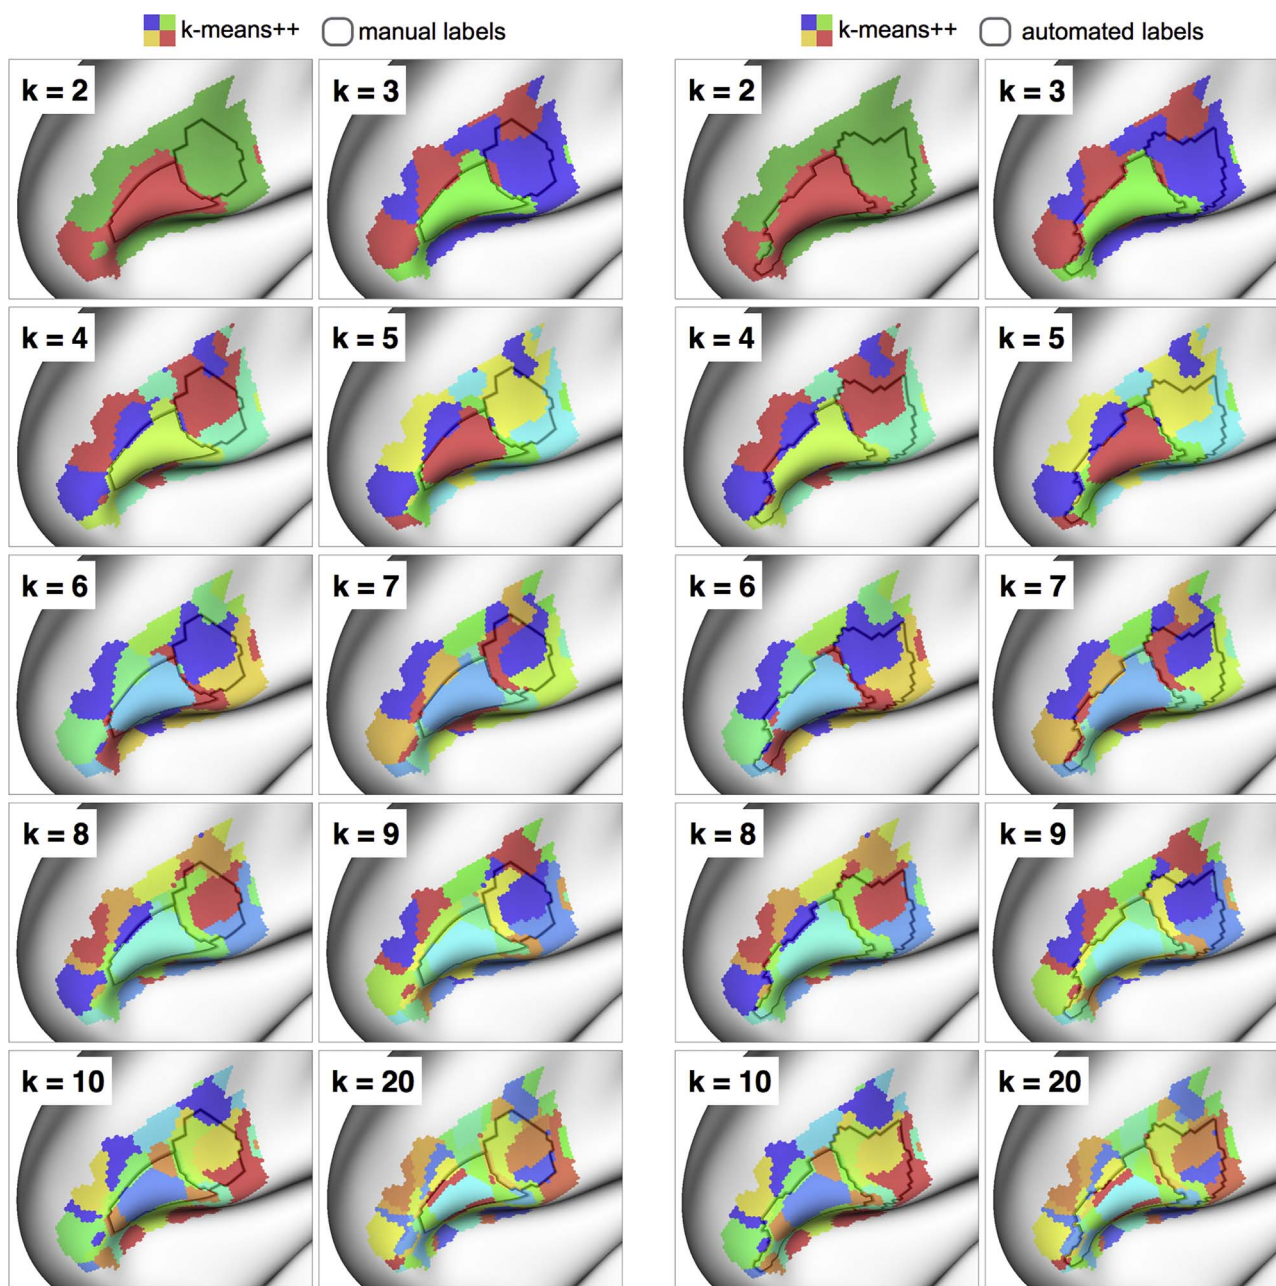 k-means++ manual labels k-means++ automated labels
k = 2 k = 3 k = 2 k = 3
k = 4 k = 5 k = 4 k = 5
k = 6 k = 7 k = 6 k = 7
k = 8 k = 9 k = 8 k = 9
k = 10 k = 20 k = 10 k = 20